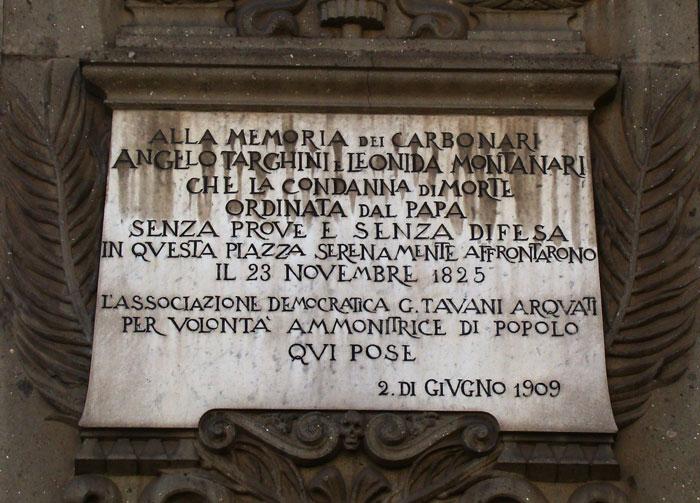 ALLA MEMORIA DEI CARBONARI
ANGELO TARGHINI E LEONIDA MONTANARI
CHE LA CONDANNA DI MORTE
ORDINATA DAL PAPA
SENZA PROVE E SENZA DIFESA
IN QVESTA PIAZZA SERENAMENTE AFFRONTARONO
IL 23 NOVEMBRE 1825
L'ASSOCIAZIONE DEMOCRATICA G. TAVANI ARQVATI
PER VOLONTÀ AMMONITRICE DI POPOLO
QVI POSE
2. DI GIVGNO 1909